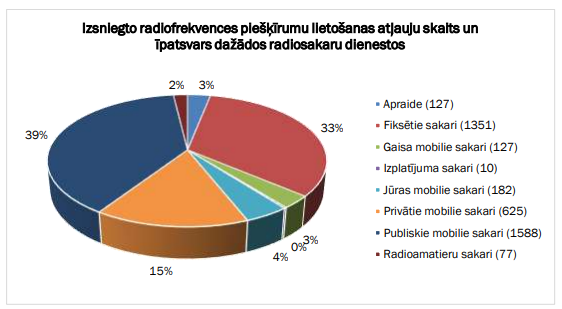 Izsniegto radiofrekvences piešķīrumu lietošanas atļauju skaits un
īpatsvars dažādos radiosakaru dienestos
2%
3%
33%
39%
3%
0%
4%
15%
Apraide (127)
Fiksētie sakari (1351)
Gaisa mobilie sakari (127)
Izplatījuma sakari (10)
Jūras mobilie sakari (182)
Privātie mobilie sakari (625)
Publiskie mobilie sakari (1588)
Radioamatieru sakari (77)